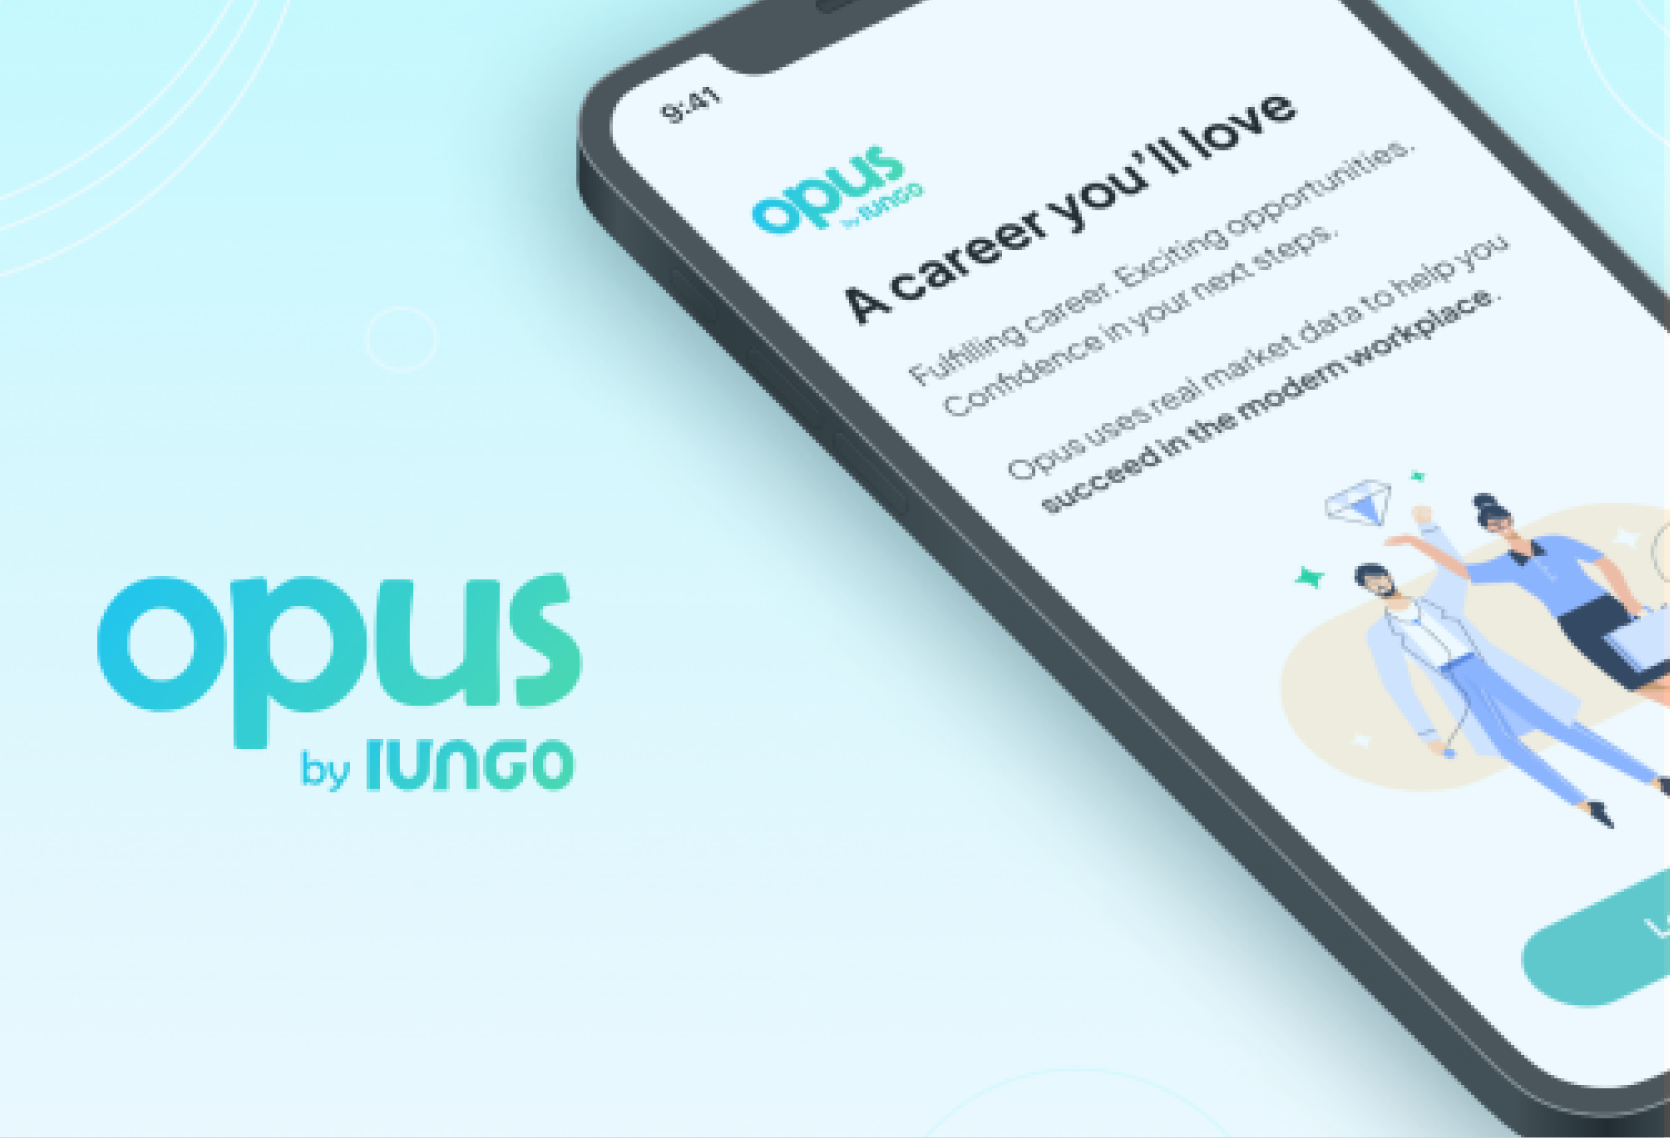 9:41
opus
by IUNGO
A career you'll love
Fulfilling career. Exciting opportunities.
Confidence in your next steps.
Opus uses real market data to help you
succeed in the modern workplace.
opus
by IUNGO